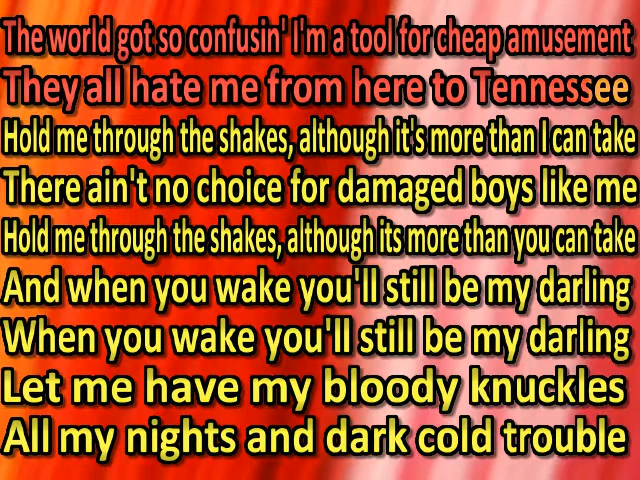 The world got so confusin' I'm a tool for cheap amusement
They all hate me from here to Tennessee
Hold me through the shakes, although it's more than I can take
There ain't no choice for damaged boys like me
Hold me through the shakes, although its more than you can take
And when you wake you'll still be my darling
When you wake you'll still be my darling
Let me have my bloody knuckles
All my nights and dark cold trouble